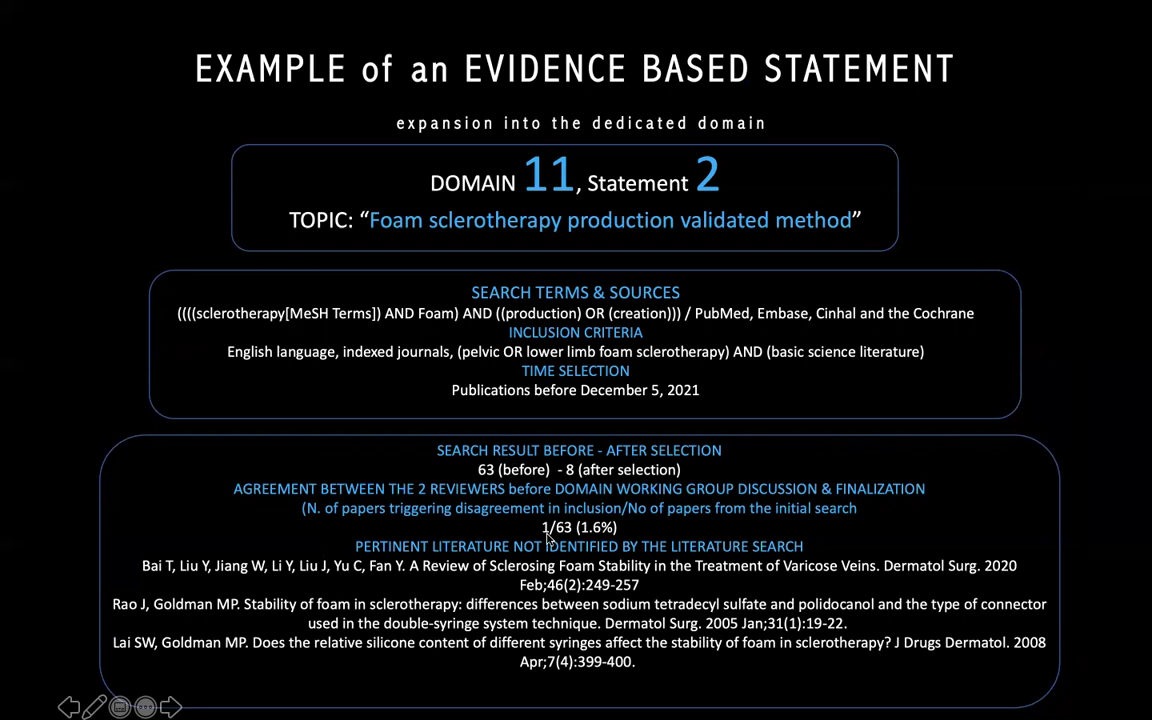 EXAMPLE of an EVIDENCE BASED STATEMENT
expansion into the dedicated domain
DOMAIN 11, Statement 2
TOPIC: “Foam sclerotherapy production validated method”
SEARCH TERMS & SOURCES
((((sclerotherapy[MeSH Terms]) AND Foam) AND ((production) OR (creation))) / PubMed, Embase, Cinhal and the Cochrane
INCLUSION CRITERIA
English language, indexed journals, (pelvic OR lower limb foam sclerotherapy) AND (basic science literature)
TIME SELECTION
Publications before December 5, 2021
SEARCH RESULT BEFORE - AFTER SELECTION
63 (before) - 8 (after selection)
AGREEMENT BETWEEN THE 2 REVIEWERS before DOMAIN WORKING GROUP DISCUSSION & FINALIZATION
(N. of papers triggering disagreement in inclusion/No of papers from the initial search
1/63 (1.6%)
PERTINENT LITERATURE NOT IDENTIFIED BY THE LITERATURE SEARCH
Bai T, Liu Y, Jiang W, Li Y, Liu J, Yu C, Fan Y. A Review of Sclerosing Foam Stability in the Treatment of Varicose Veins. Dermatol Surg. 2020
Feb;46(2):249-257
Rao J, Goldman MP. Stability of foam in sclerotherapy: differences between sodium tetradecyl sulfate and polidocanol and the type of connector
used in the double-syringe system technique. Dermatol Surg. 2005 Jan;31(1):19-22.
Lai SW, Goldman MP. Does the relative silicone content of different syringes affect the stability of foam in sclerotherapy? J Drugs Dermatol. 2008
Apr;7(4):399-400.